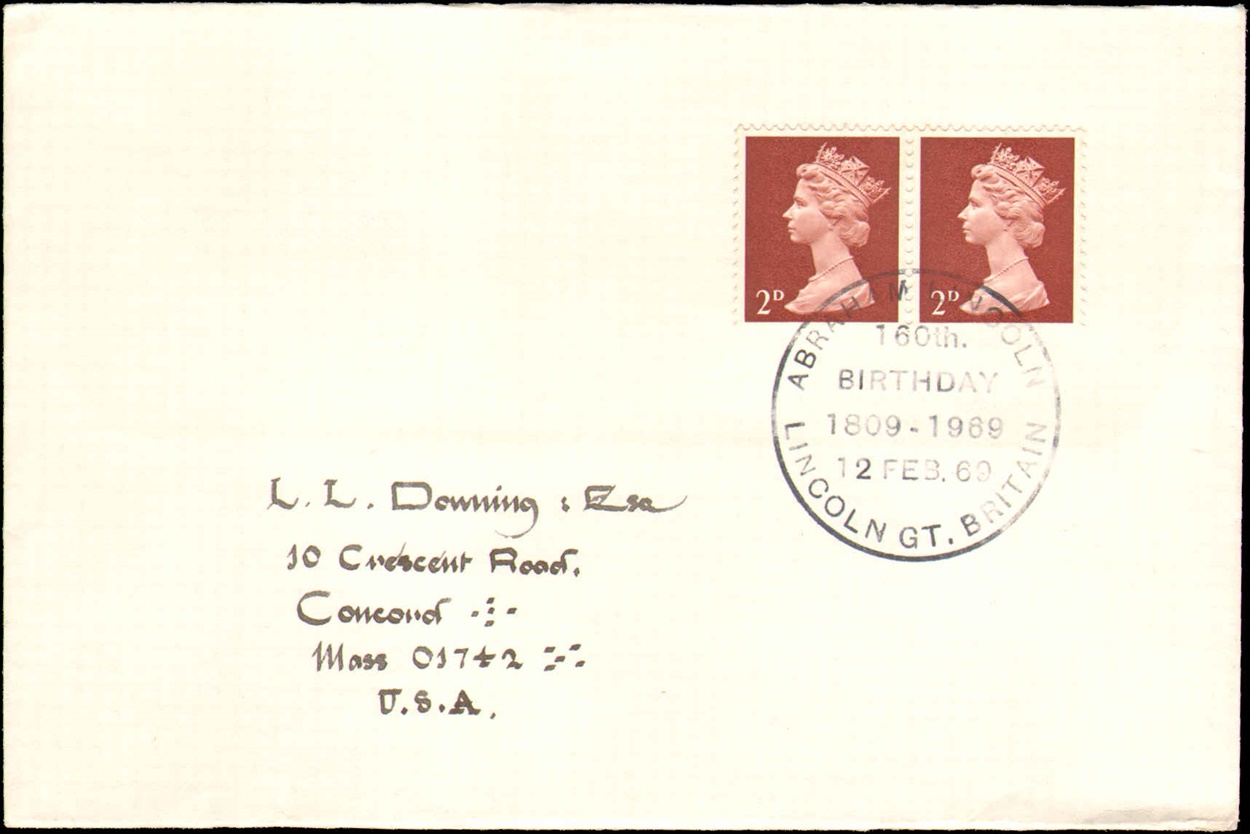 2D 2D
ABRAHAM LINCOLN
160th.
BIRTHDAY
1809-1969
12 FEB. 69
LINCOLN GT. BRITAIN
L. L. Downing : Esq
10 Crescent Road.
Concord
Mass 01742
U.S.A.